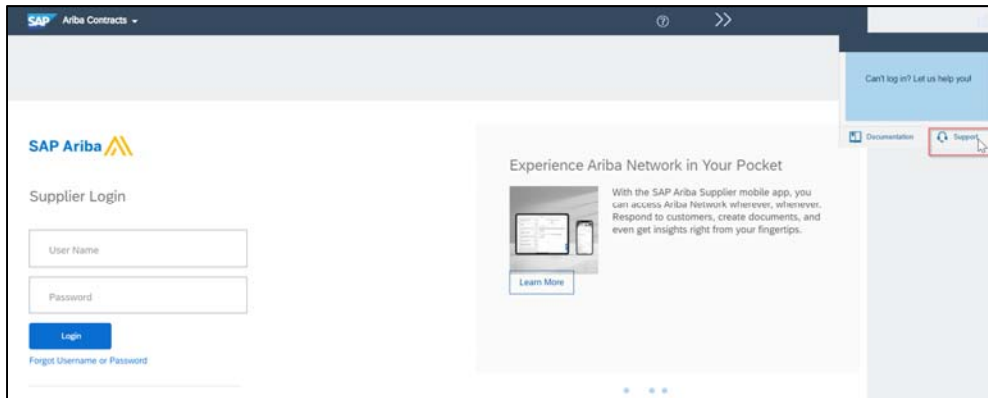 SAP Ariba Contracts
Can't log in? Let us help you!
Documentation Support
SAP Ariba
Supplier Login
User Name
Password
Login
Forgot Username or Password
Experience Ariba Network in Your Pocket
With the SAP Ariba Supplier mobile app, you
can access Ariba Network wherever, whenever.
Respond to customers, create documents, and
even get insights right from your fingertips.
Learn More